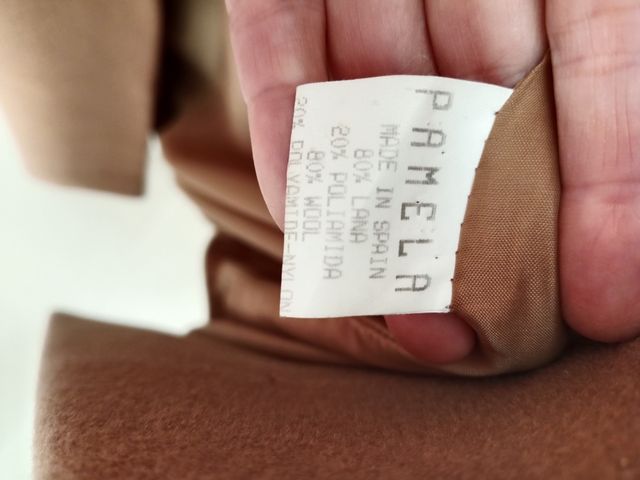 PAMELA
MADE IN SPAIN
80% LANA
20% POLIAMIDA
80% WOOL
20% POLYAMIDE-NYLON